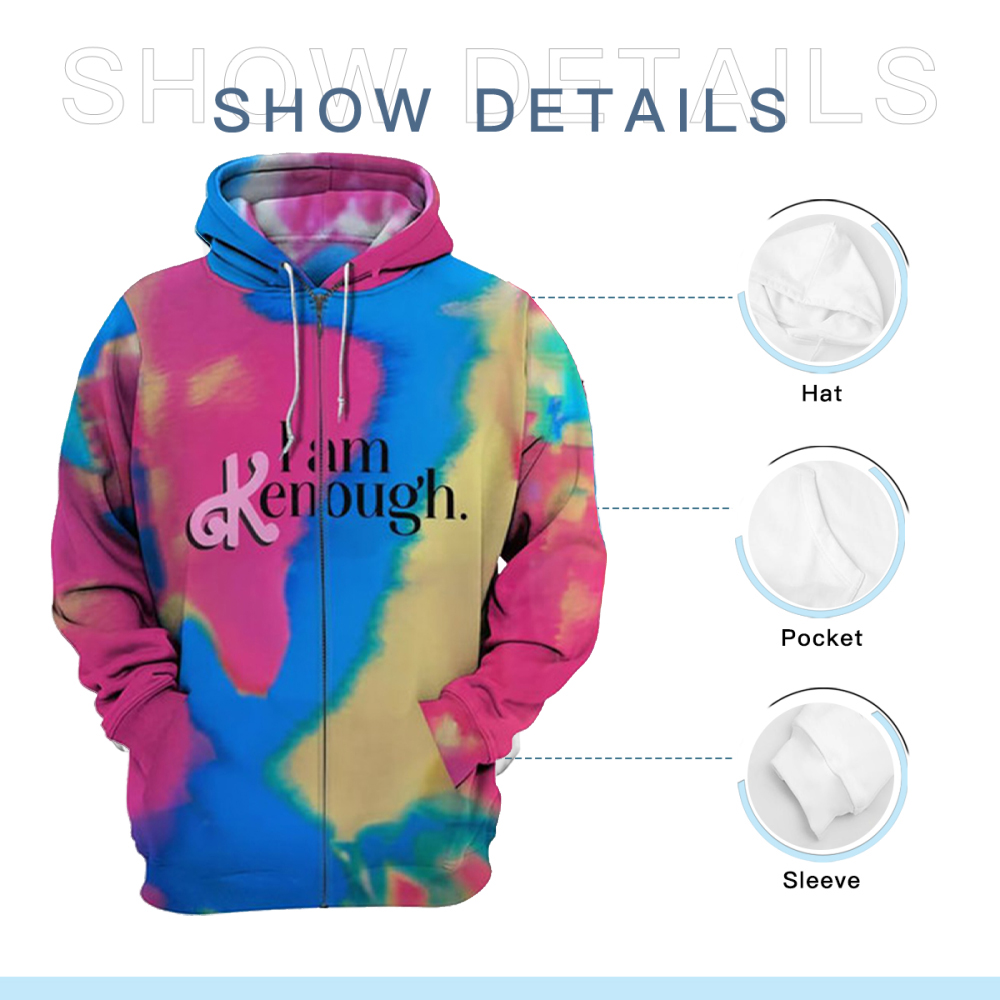 SHOW DETAILS
SHOW DETAILS
I am
Kenough.
Hat
Pocket
Sleeve